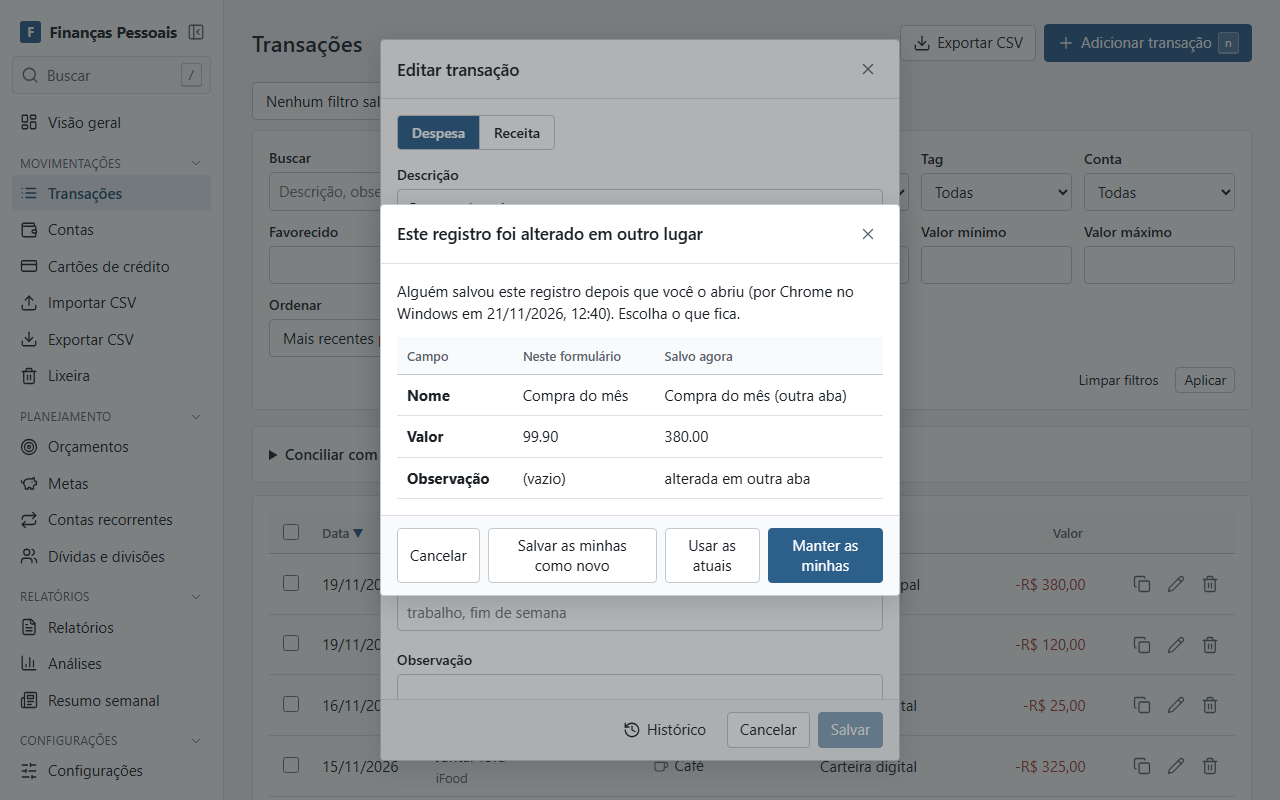 F Finanças Pessoais
Buscar /
Visão geral
MOVIMENTAÇÕES
Transações
Contas
Cartões de crédito
Importar CSV
Exportar CSV
Lixeira
PLANEJAMENTO
Orçamentos
Metas
Contas recorrentes
Dívidas e divisões
RELATÓRIOS
Relatórios
Análises
Resumo semanal
CONFIGURAÇÕES
Configurações
Transações
Exportar CSV
Adicionar transação n
Nenhum filtro sal
Buscar
Descrição, obse
Tag
Todas
Conta
Todas
Favorecido
Valor mínimo
Valor máximo
Ordenar
Mais recentes
Limpar filtros
Aplicar
Conciliar com
Data ▼
Valor
19/11/20
pal
-R$ 380,00
19/11/20
-R$ 120,00
16/11/20
tal
-R$ 25,00
15/11/2026
iFood
Café
Carteira digital
-R$ 325,00
Editar transação
Despesa
Receita
Descrição
Este registro foi alterado em outro lugar
Alguém salvou este registro depois que você o abriu (por Chrome no
Windows em 21/11/2026, 12:40). Escolha o que fica.
Campo Neste formulário Salvo agora
Nome Compra do mês Compra do mês (outra aba)
Valor 99.90 380.00
Observação (vazio) alterada em outra aba
Cancelar
Salvar as minhas
como novo
Usar as
atuais
Manter as
minhas
trabalho, fim de semana
Observação
Histórico
Cancelar
Salvar